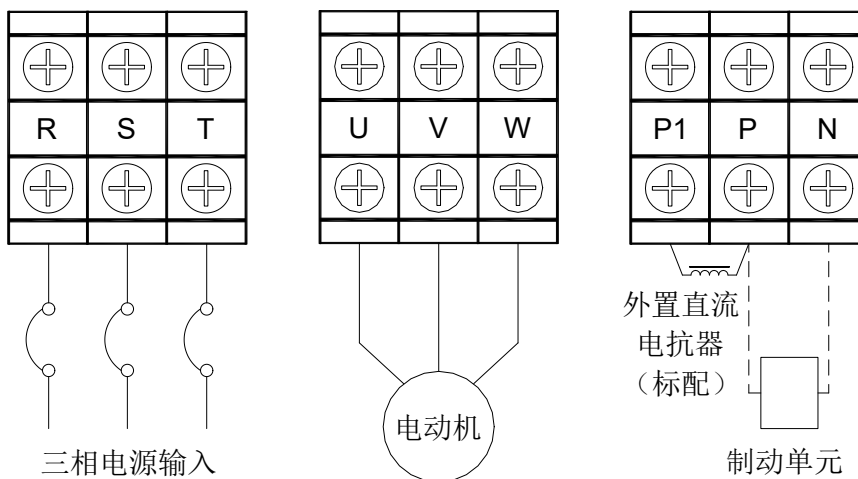 R S T
U V W
P1 P N
外置直流
电抗器
（标配）
电动机
三相电源输入
制动单元